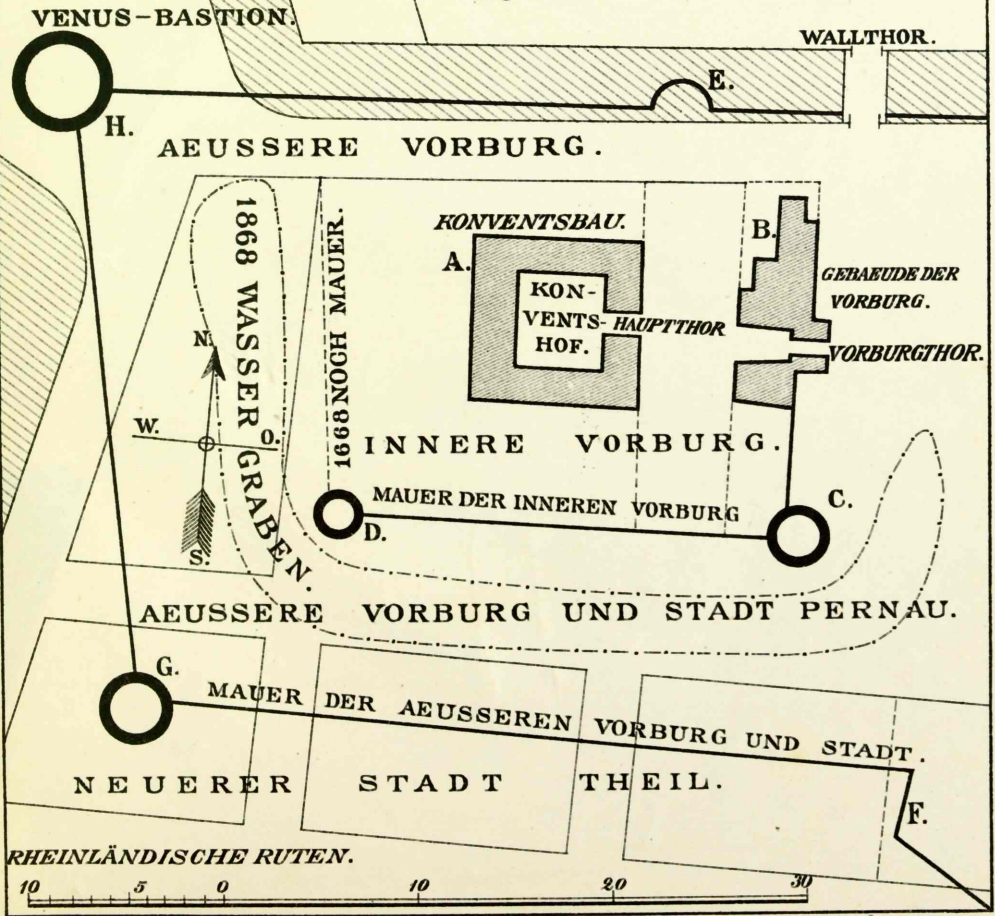 VENUS-BASTION.
WALLTHOR.
E.
H.
AEUSSERE VORBURG.
1868 WASSER GRABEN.
1668 NOCH MAUER.
KONVENTSBAU.
A.
B.
KON-
VENTS-
HOF.
HAUPTTHOR
GEBAEUDE DER
VORBURG.
VORBURGTHOR.
N.
W.
O.
S.
INNERE VORBURG.
MAUER DER INNEREN VORBURG
C.
D.
AEUSSERE VORBURG UND STADT PERNAU.
G.
MAUER DER AEUSSEREN VORBURG UND STADT.
NEUERER STADT THEIL.
F.
RHEINLÄNDISCHE RUTEN.
10 5 0 10 20 30